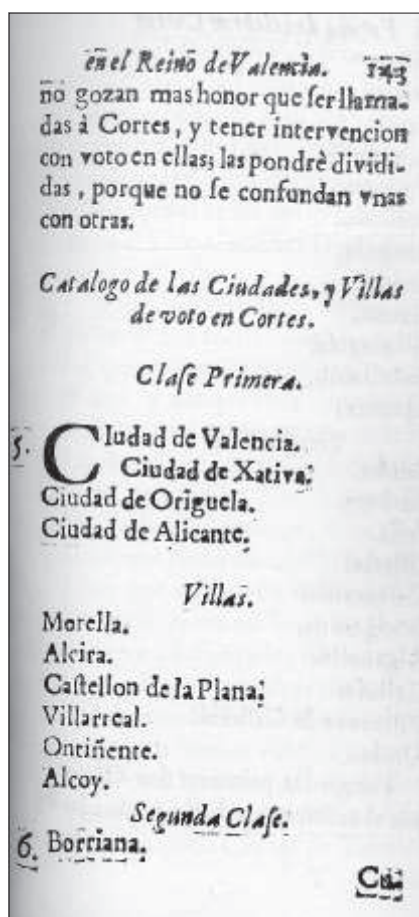 en el Reino de Valencia. 143
no gozan mas honor que ſer llama-
das à Cortes, y tener intervencion
con voto en ellas; las pondrè dividi-
das, porque no ſe confundan vnas
con otras.
Catalogo de las Ciudades, y Villas
de voto en Cortes.
Claſe Primera.
5. CIudad de Valencia.
Ciudad de Xativa.
Ciudad de Origuela.
Ciudad de Alicante.
Villas.
Morella.
Alcira.
Caſtellon de la Plana.
Villarreal.
Ontiñente.
Alcoy.
Segunda Claſe.
6. Borriana.